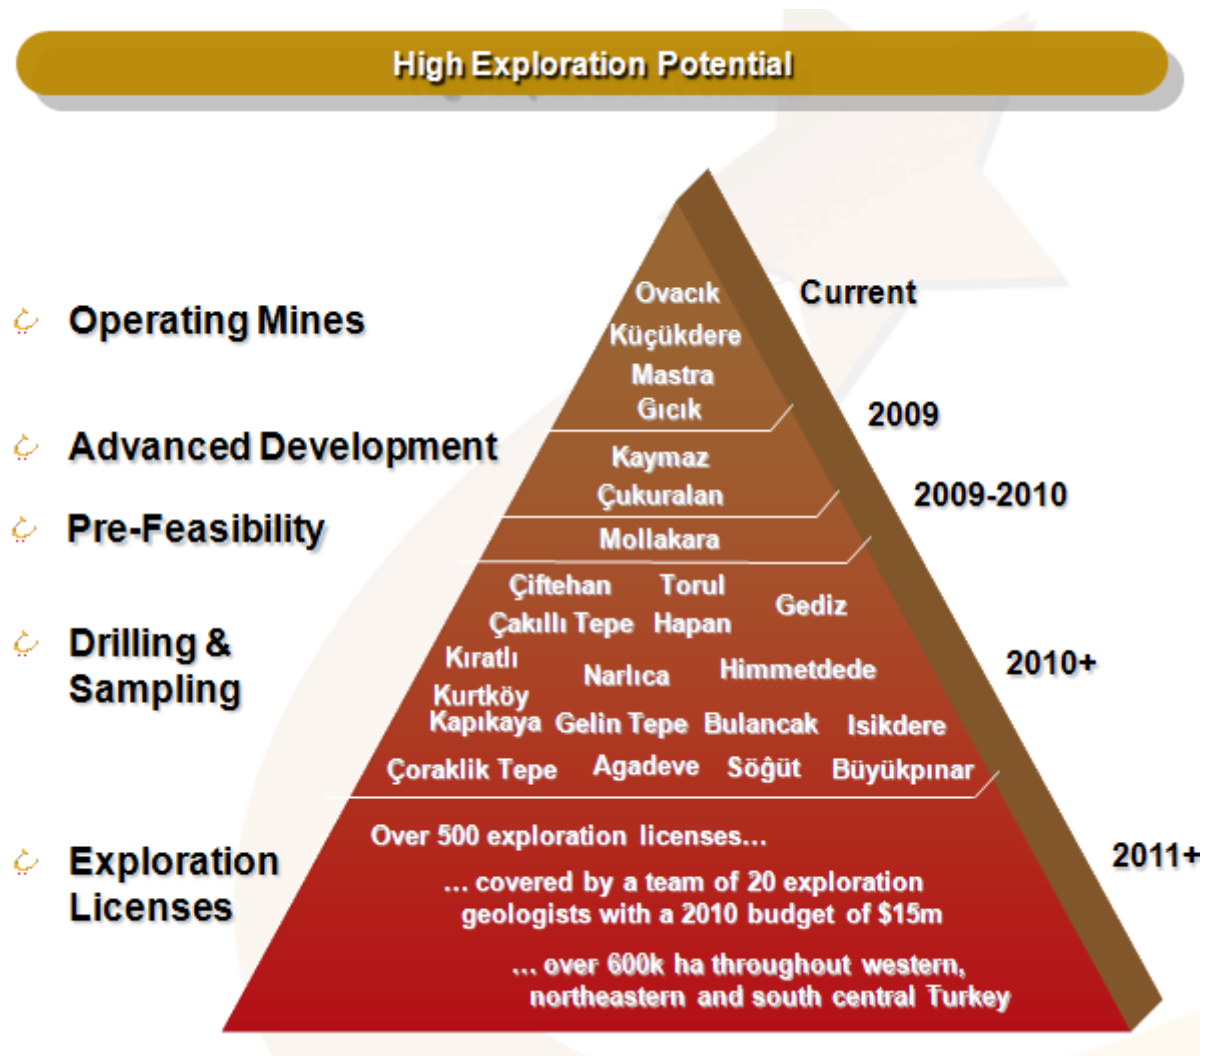 High Exploration Potential
Operating Mines
Ovacık
Küçükdere
Mastra
Gıcık
Current
2009
Advanced Development
Kaymaz
Çukuralan
2009-2010
Pre-Feasibility
Mollakara
Drilling &
Sampling
Çiftehan Torul
Gediz
Çakıllı Tepe Hapan
Kıratlı
Narlıca Himmetdede
Kurtköy
Kapıkaya Gelin Tepe Bulancak Isikdere
Çoraklik Tepe Agadeve Söğüt Büyükpınar
2010+
Exploration
Licenses
Over 500 exploration licenses...
... covered by a team of 20 exploration
geologists with a 2010 budget of $15m
... over 600k ha throughout western,
northeastern and south central Turkey
2011+